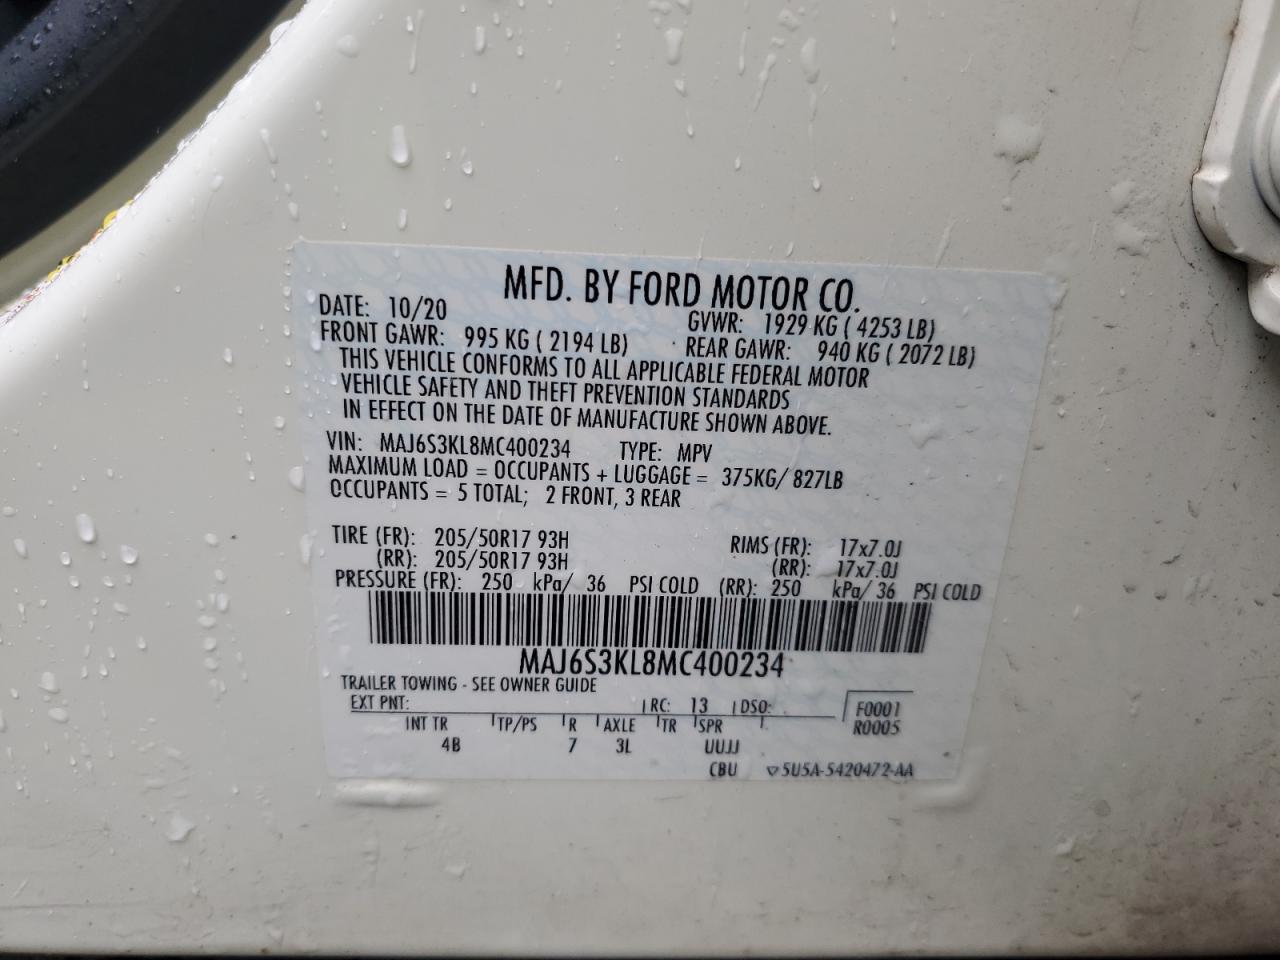 MFD. BY FORD MOTOR CO.
DATE: 10/20 GVWR: 1929 KG ( 4253 LB)
FRONT GAWR: 995 KG ( 2194 LB) REAR GAWR: 940 KG ( 2072 LB)
THIS VEHICLE CONFORMS TO ALL APPLICABLE FEDERAL MOTOR
VEHICLE SAFETY AND THEFT PREVENTION STANDARDS
IN EFFECT ON THE DATE OF MANUFACTURE SHOWN ABOVE.
VIN: MAJ6S3KL8MC400234 TYPE: MPV
MAXIMUM LOAD = OCCUPANTS + LUGGAGE = 375KG/ 827LB
OCCUPANTS = 5 TOTAL; 2 FRONT, 3 REAR
TIRE (FR): 205/50R17 93H RIMS (FR): 17x7.0J
(RR): 205/50R17 93H (RR): 17x7.0J
PRESSURE (FR): 250 kPa/ 36 PSI COLD (RR): 250 kPa/ 36 PSI COLD
MAJ6S3KL8MC400234
TRAILER TOWING - SEE OWNER GUIDE
EXT PNT: RC: 13 DSO: F0001
INT TR TP/PS R AXLE TR SPR R0005
4B 7 3L UUJJ
CBU ▽5U5A-5420472-AA